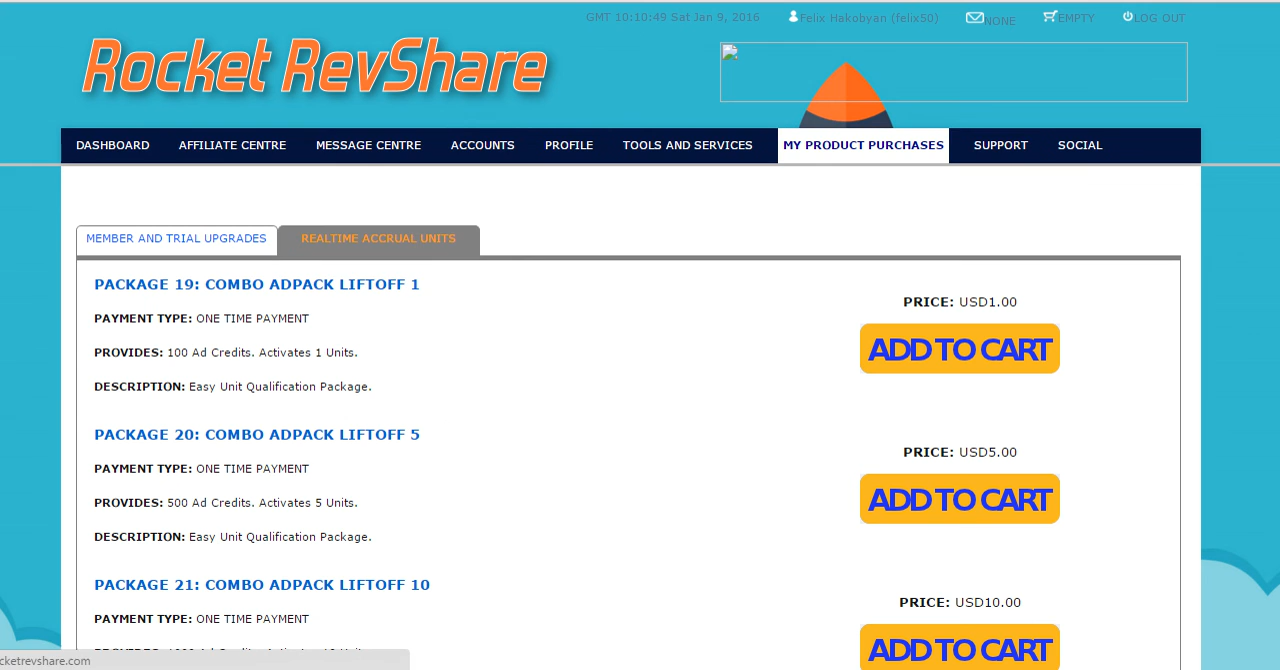 GMT 10:10:49 Sat Jan 9, 2016 Felix Hakobyan (felix50) NONE EMPTY LOG OUT
Rocket RevShare
DASHBOARD AFFILIATE CENTRE MESSAGE CENTRE ACCOUNTS PROFILE TOOLS AND SERVICES MY PRODUCT PURCHASES SUPPORT SOCIAL
MEMBER AND TRIAL UPGRADES REALTIME ACCRUAL UNITS
PACKAGE 19: COMBO ADPACK LIFTOFF 1
PRICE: USD1.00
PAYMENT TYPE: ONE TIME PAYMENT
ADD TO CART
PROVIDES: 100 Ad Credits. Activates 1 Units.
DESCRIPTION: Easy Unit Qualification Package.
PACKAGE 20: COMBO ADPACK LIFTOFF 5
PRICE: USD5.00
PAYMENT TYPE: ONE TIME PAYMENT
ADD TO CART
PROVIDES: 500 Ad Credits. Activates 5 Units.
DESCRIPTION: Easy Unit Qualification Package.
PACKAGE 21: COMBO ADPACK LIFTOFF 10
PRICE: USD10.00
PAYMENT TYPE: ONE TIME PAYMENT
ADD TO CART
cketrevshare.com